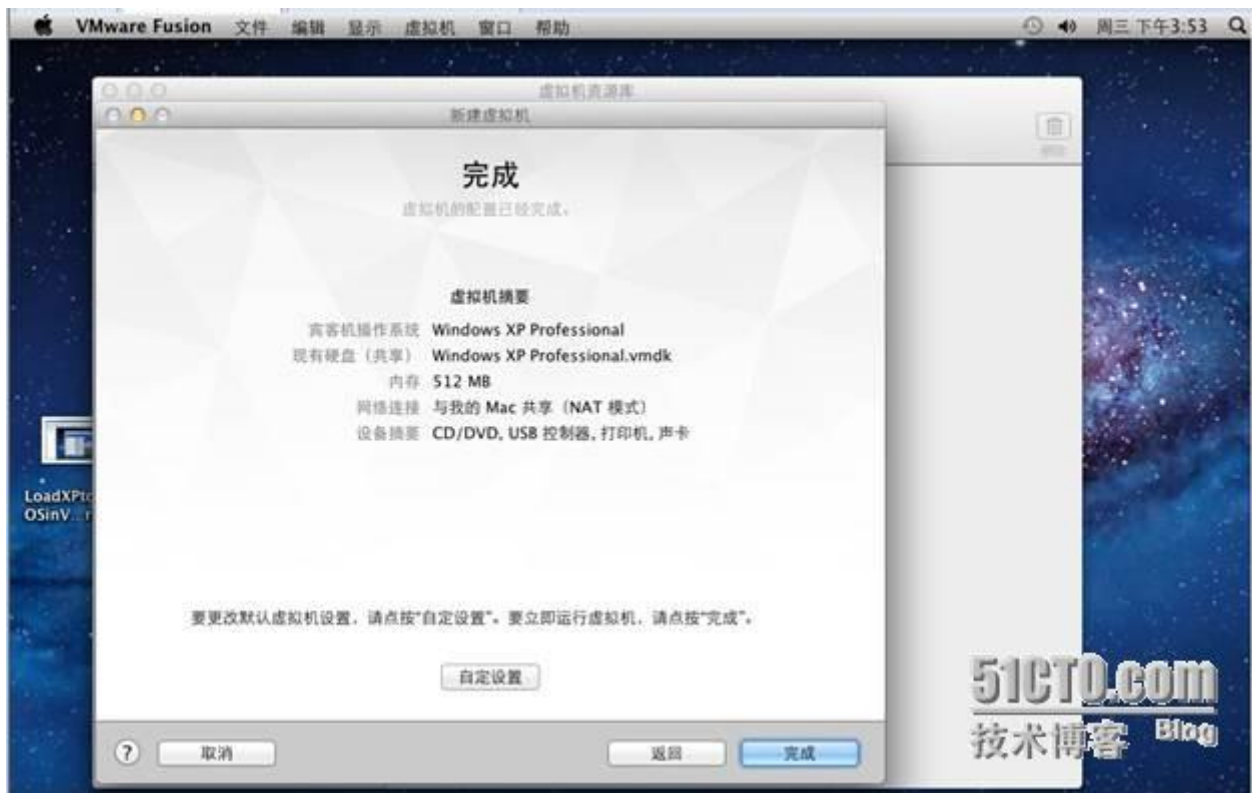 VMware Fusion 文件 编辑 显示 虚拟机 窗口 帮助 周三 下午3:53
虚拟机资源库
新建虚拟机
完成
虚拟机的配置已经完成。
虚拟机摘要
宾客机操作系统 Windows XP Professional
现有硬盘（共享） Windows XP Professional.vmdk
内存 512 MB
网络连接 与我的 Mac 共享（NAT 模式）
设备摘要 CD/DVD, USB 控制器, 打印机, 声卡
LoadXPto
OSinV...r
要更改默认虚拟机设置，请点按“自定设置”。要立即运行虚拟机，请点按“完成”。
自定设置
? 取消 返回 完成
51CTO.com
技术博客 Blog